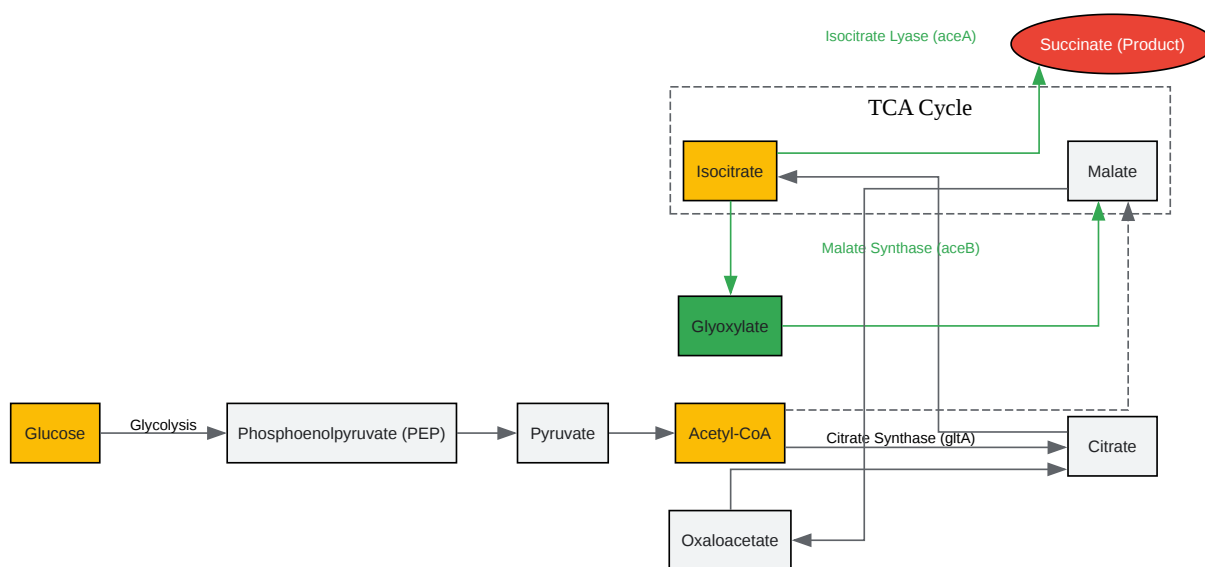 Isocitrate Lyase (aceA)
Succinate (Product)
TCA Cycle
Isocitrate
Malate
Malate Synthase (aceB)
Glyoxylate
Glucose
Glycolysis
Phosphoenolpyruvate (PEP)
Pyruvate
Acetyl-CoA
Citrate Synthase (gltA)
Citrate
Oxaloacetate